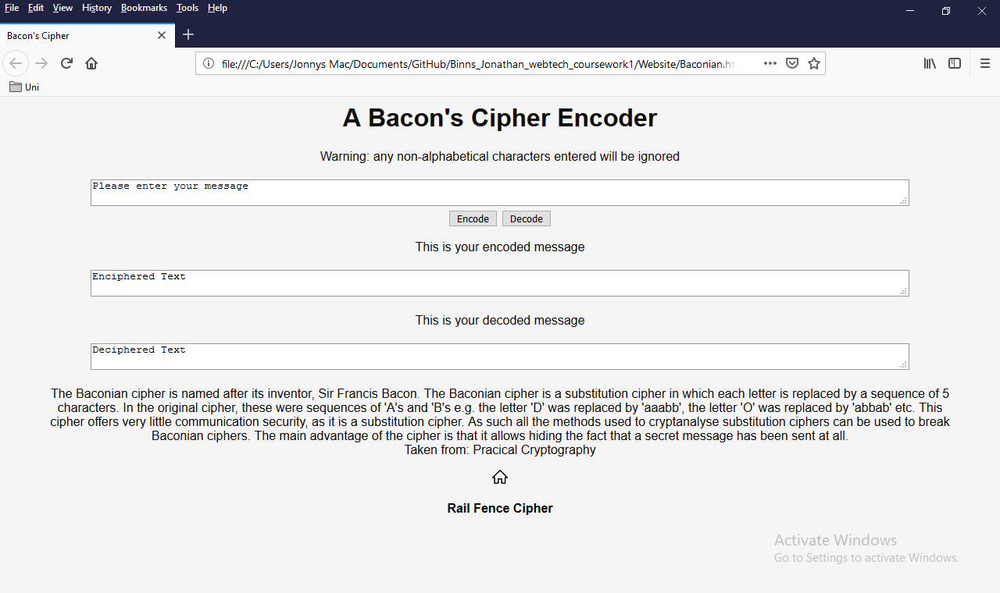 File Edit View History Bookmarks Tools Help
Bacon's Cipher
file:///C:/Users/Jonnys Mac/Documents/GitHub/Binns_Jonathan_webtech_coursework1/Website/Baconian.ht
Uni
A Bacon's Cipher Encoder
Warning: any non-alphabetical characters entered will be ignored
Please enter your message
Encode Decode
This is your encoded message
Enciphered Text
This is your decoded message
Deciphered Text
The Baconian cipher is named after its inventor, Sir Francis Bacon. The Baconian cipher is a substitution cipher in which each letter is replaced by a sequence of 5
characters. In the original cipher, these were sequences of 'A's and 'B's e.g. the letter 'D' was replaced by 'aaabb', the letter 'O' was replaced by 'abbab' etc. This
cipher offers very little communication security, as it is a substitution cipher. As such all the methods used to cryptanalyse substitution ciphers can be used to break
Baconian ciphers. The main advantage of the cipher is that it allows hiding the fact that a secret message has been sent at all.
Taken from: Pracical Cryptography
Rail Fence Cipher
Activate Windows
Go to Settings to activate Windows.